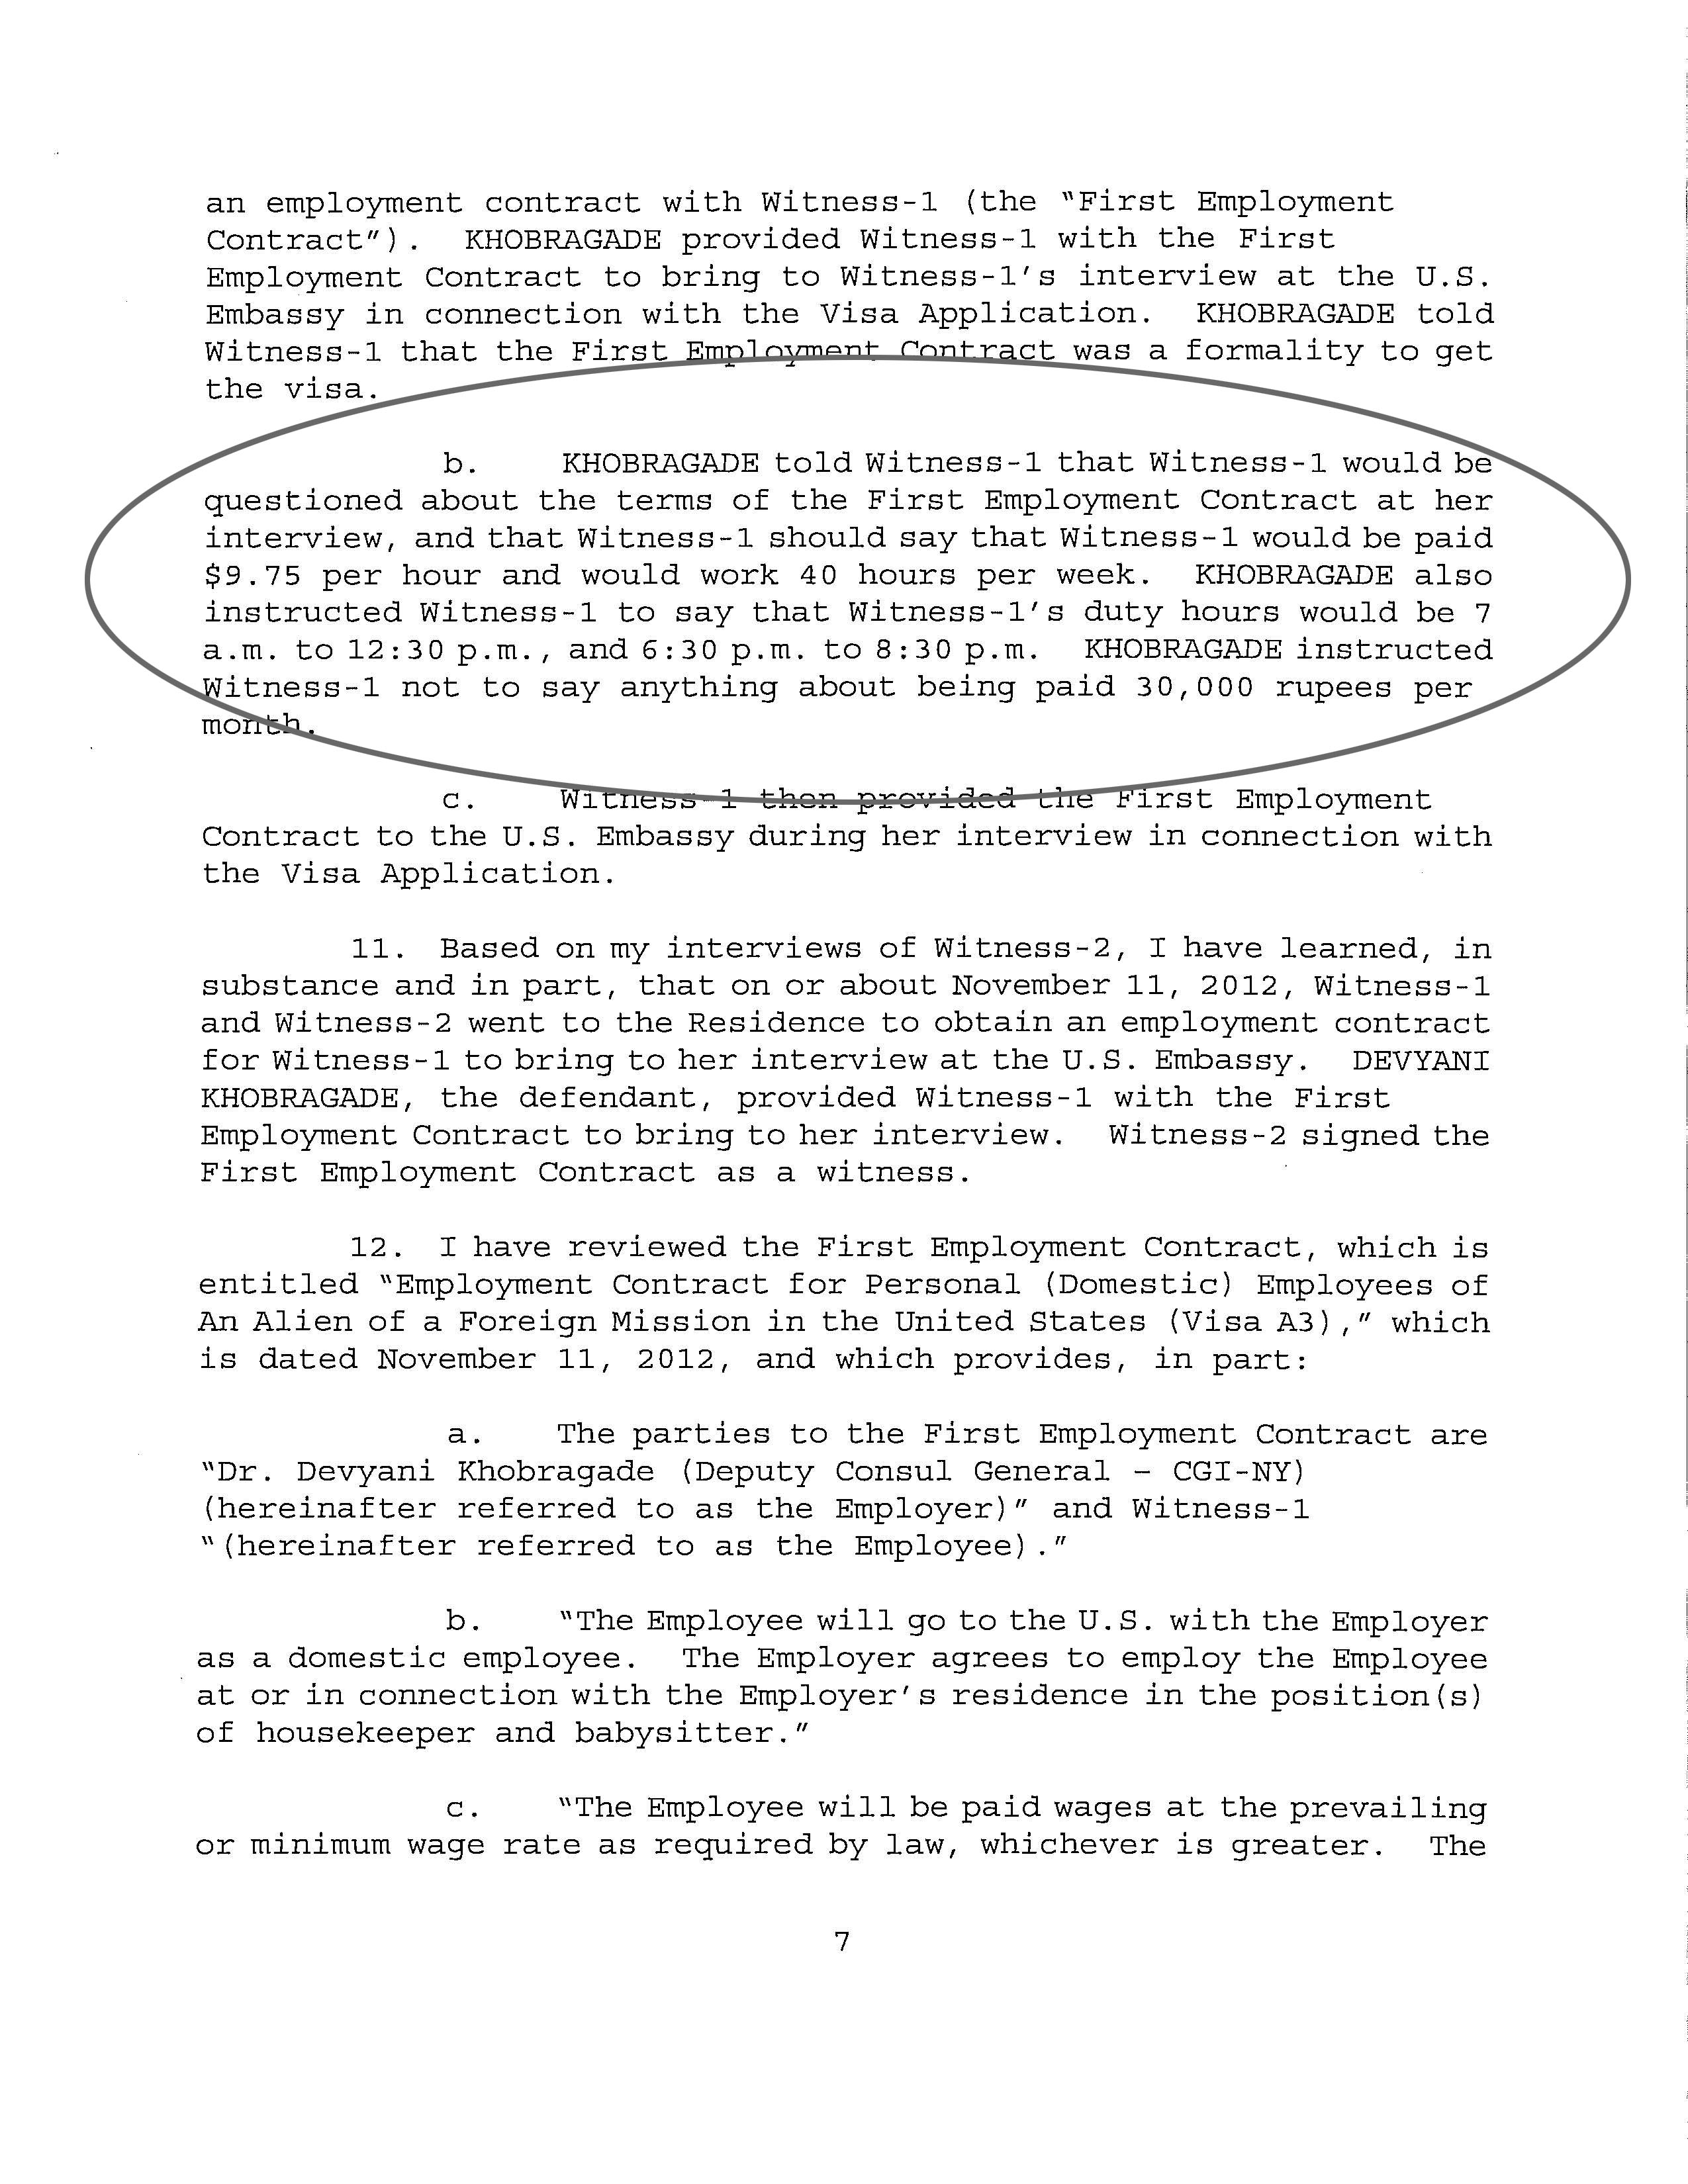 an employment contract with Witness-1 (the "First Employment
Contract"). KHOBRAGADE provided Witness-1 with the First
Employment Contract to bring to Witness-1's interview at the U.S.
Embassy in connection with the Visa Application. KHOBRAGADE told
Witness-1 that the First Employment Contract was a formality to get
the visa.
b. KHOBRAGADE told Witness-1 that Witness-1 would be
questioned about the terms of the First Employment Contract at her
interview, and that Witness-1 should say that Witness-1 would be paid
$9.75 per hour and would work 40 hours per week. KHOBRAGADE also
instructed Witness-1 to say that Witness-1's duty hours would be 7
a.m. to 12:30 p.m., and 6:30 p.m. to 8:30 p.m. KHOBRAGADE instructed
Witness-1 not to say anything about being paid 30,000 rupees per
month.
c. Witness-1 then provided the First Employment
Contract to the U.S. Embassy during her interview in connection with
the Visa Application.
11. Based on my interviews of Witness-2, I have learned, in
substance and in part, that on or about November 11, 2012, Witness-1
and Witness-2 went to the Residence to obtain an employment contract
for Witness-1 to bring to her interview at the U.S. Embassy. DEVYANI
KHOBRAGADE, the defendant, provided Witness-1 with the First
Employment Contract to bring to her interview. Witness-2 signed the
First Employment Contract as a witness.
12. I have reviewed the First Employment Contract, which is
entitled "Employment Contract for Personal (Domestic) Employees of
An Alien of a Foreign Mission in the United States (Visa A3)," which
is dated November 11, 2012, and which provides, in part:
a. The parties to the First Employment Contract are
"Dr. Devyani Khobragade (Deputy Consul General - CGI-NY)
(hereinafter referred to as the Employer)" and Witness-1
"(hereinafter referred to as the Employee)."
b. "The Employee will go to the U.S. with the Employer
as a domestic employee. The Employer agrees to employ the Employee
at or in connection with the Employer's residence in the position(s)
of housekeeper and babysitter."
c. "The Employee will be paid wages at the prevailing
or minimum wage rate as required by law, whichever is greater. The
7